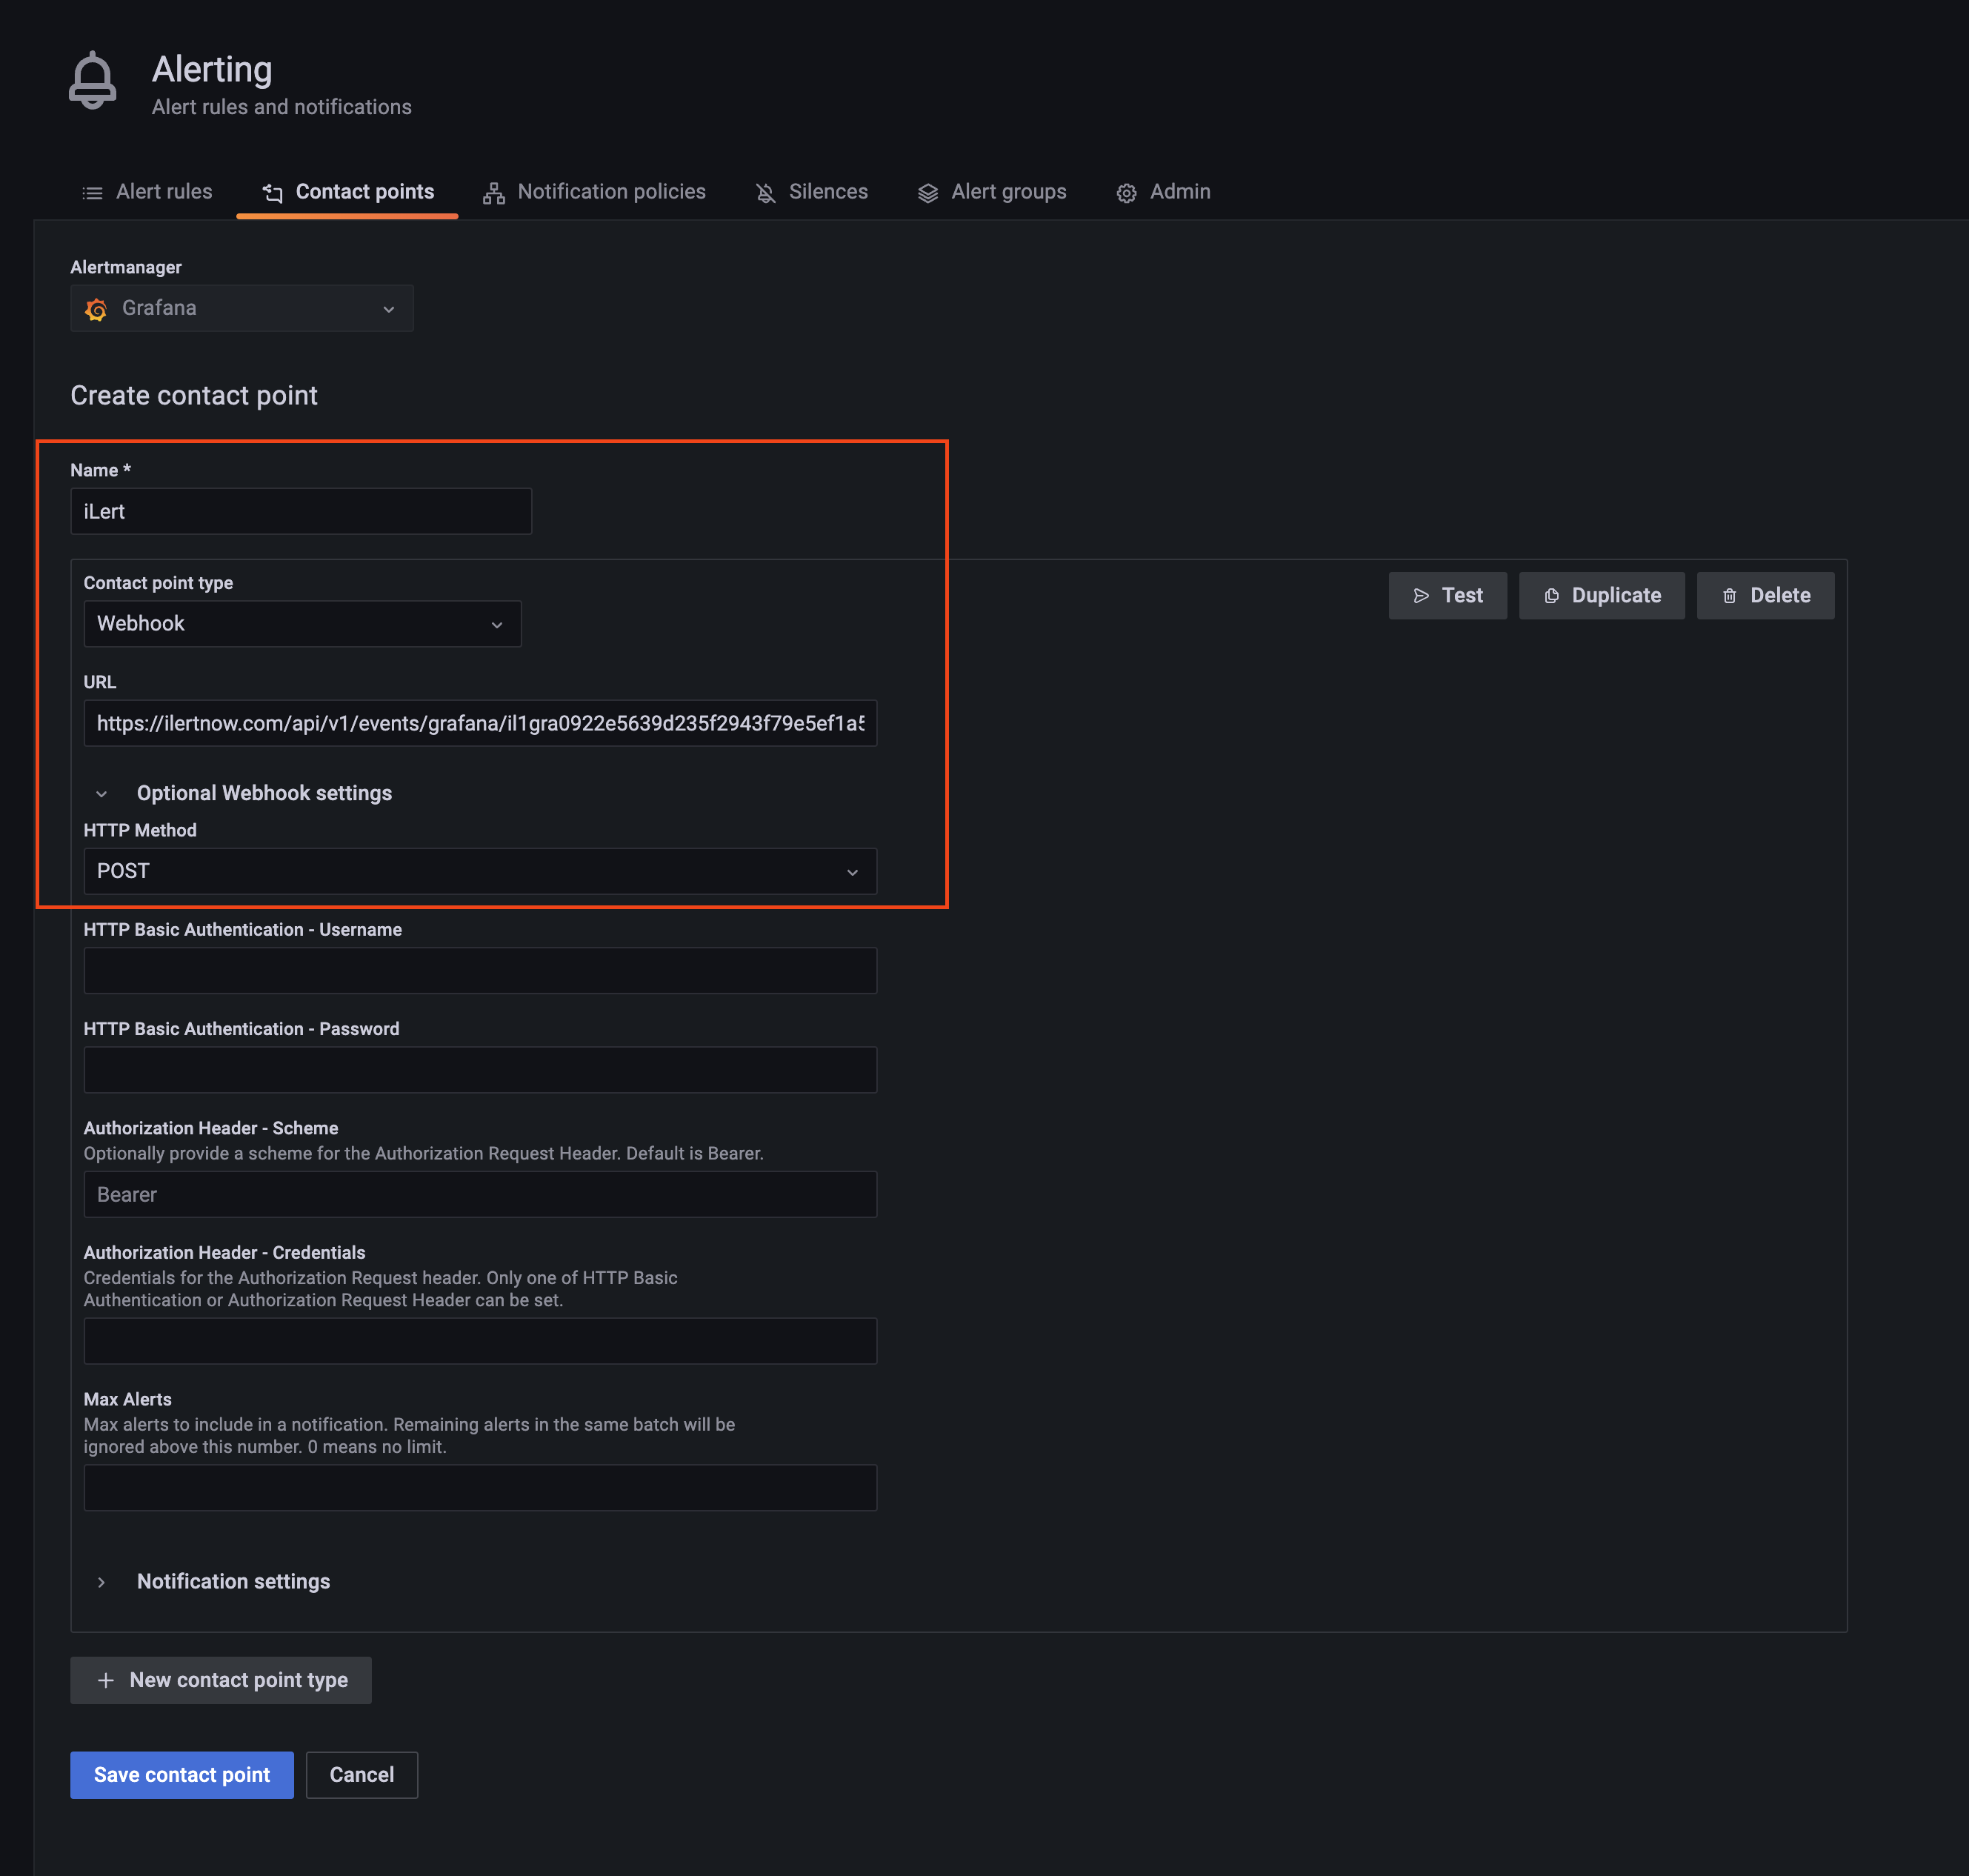 Alerting
Alert rules and notifications
Alert rules
Contact points
Notification policies
Silences
Alert groups
Admin
Alertmanager
Grafana
Create contact point
Name *
iLert
Contact point type
Webhook
Test
Duplicate
Delete
URL
https://ilertnow.com/api/v1/events/grafana/il1gra0922e5639d235f2943f79e5ef1a5
Optional Webhook settings
HTTP Method
POST
HTTP Basic Authentication - Username
HTTP Basic Authentication - Password
Authorization Header - Scheme
Optionally provide a scheme for the Authorization Request Header. Default is Bearer.
Bearer
Authorization Header - Credentials
Credentials for the Authorization Request header. Only one of HTTP Basic
Authentication or Authorization Request Header can be set.
Max Alerts
Max alerts to include in a notification. Remaining alerts in the same batch will be
ignored above this number. 0 means no limit.
Notification settings
New contact point type
Save contact point
Cancel